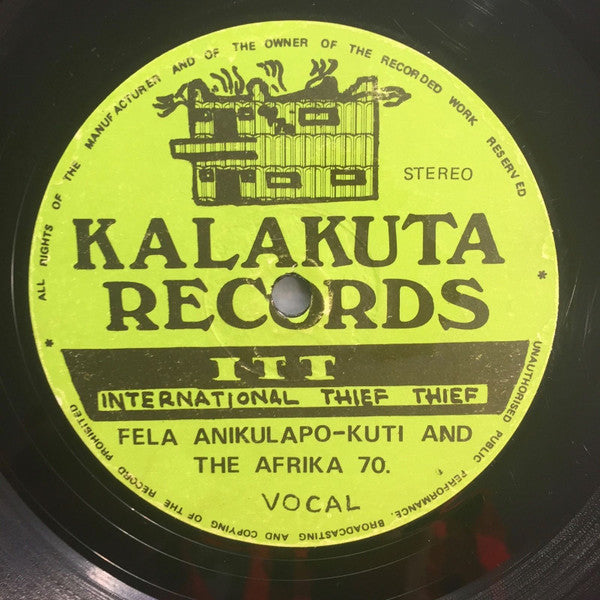 ALL RIGHTS OF THE MANUFACTURER AND OF THE OWNER OF THE RECORDED WORK RESERVED
STEREO
KALAKUTA
RECORDS
ITT
INTERNATIONAL THIEF THIEF
FELA ANIKULAPO-KUTI AND
THE AFRIKA 70.
VOCAL
* UNAUTHORISED PUBLIC PERFORMANCE. BROADCASTING AND COPYING OF THE RECORD PROHIBITED *